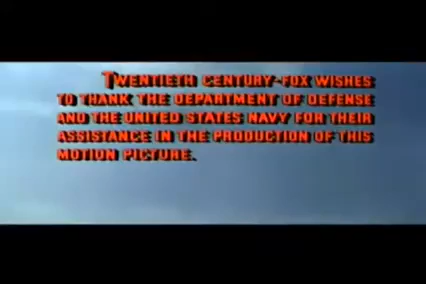 TWENTIETH CENTURY-FOX WISHES
TO THANK THE DEPARTMENT OF DEFENSE
AND THE UNITED STATES NAVY FOR THEIR
ASSISTANCE IN THE PRODUCTION OF THIS
MOTION PICTURE.